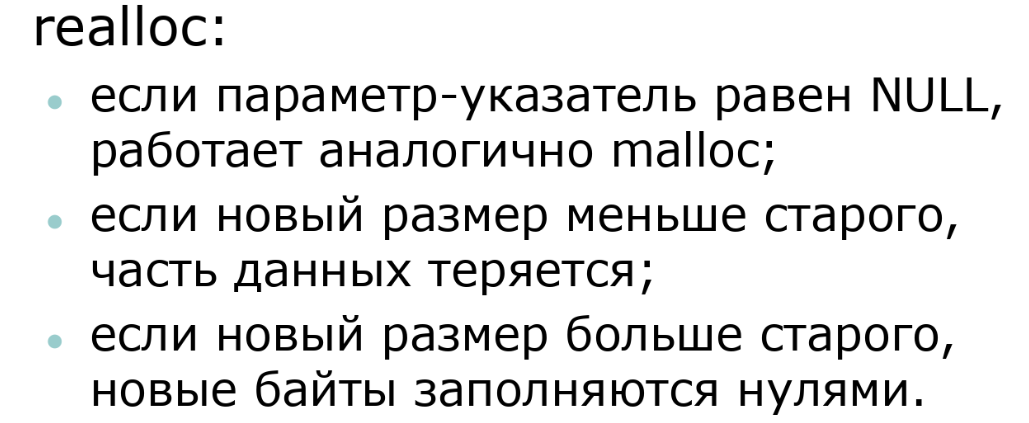 realloc:
• если параметр-указатель равен NULL,
работает аналогично malloc;
• если новый размер меньше старого,
часть данных теряется;
• если новый размер больше старого,
новые байты заполняются нулями.